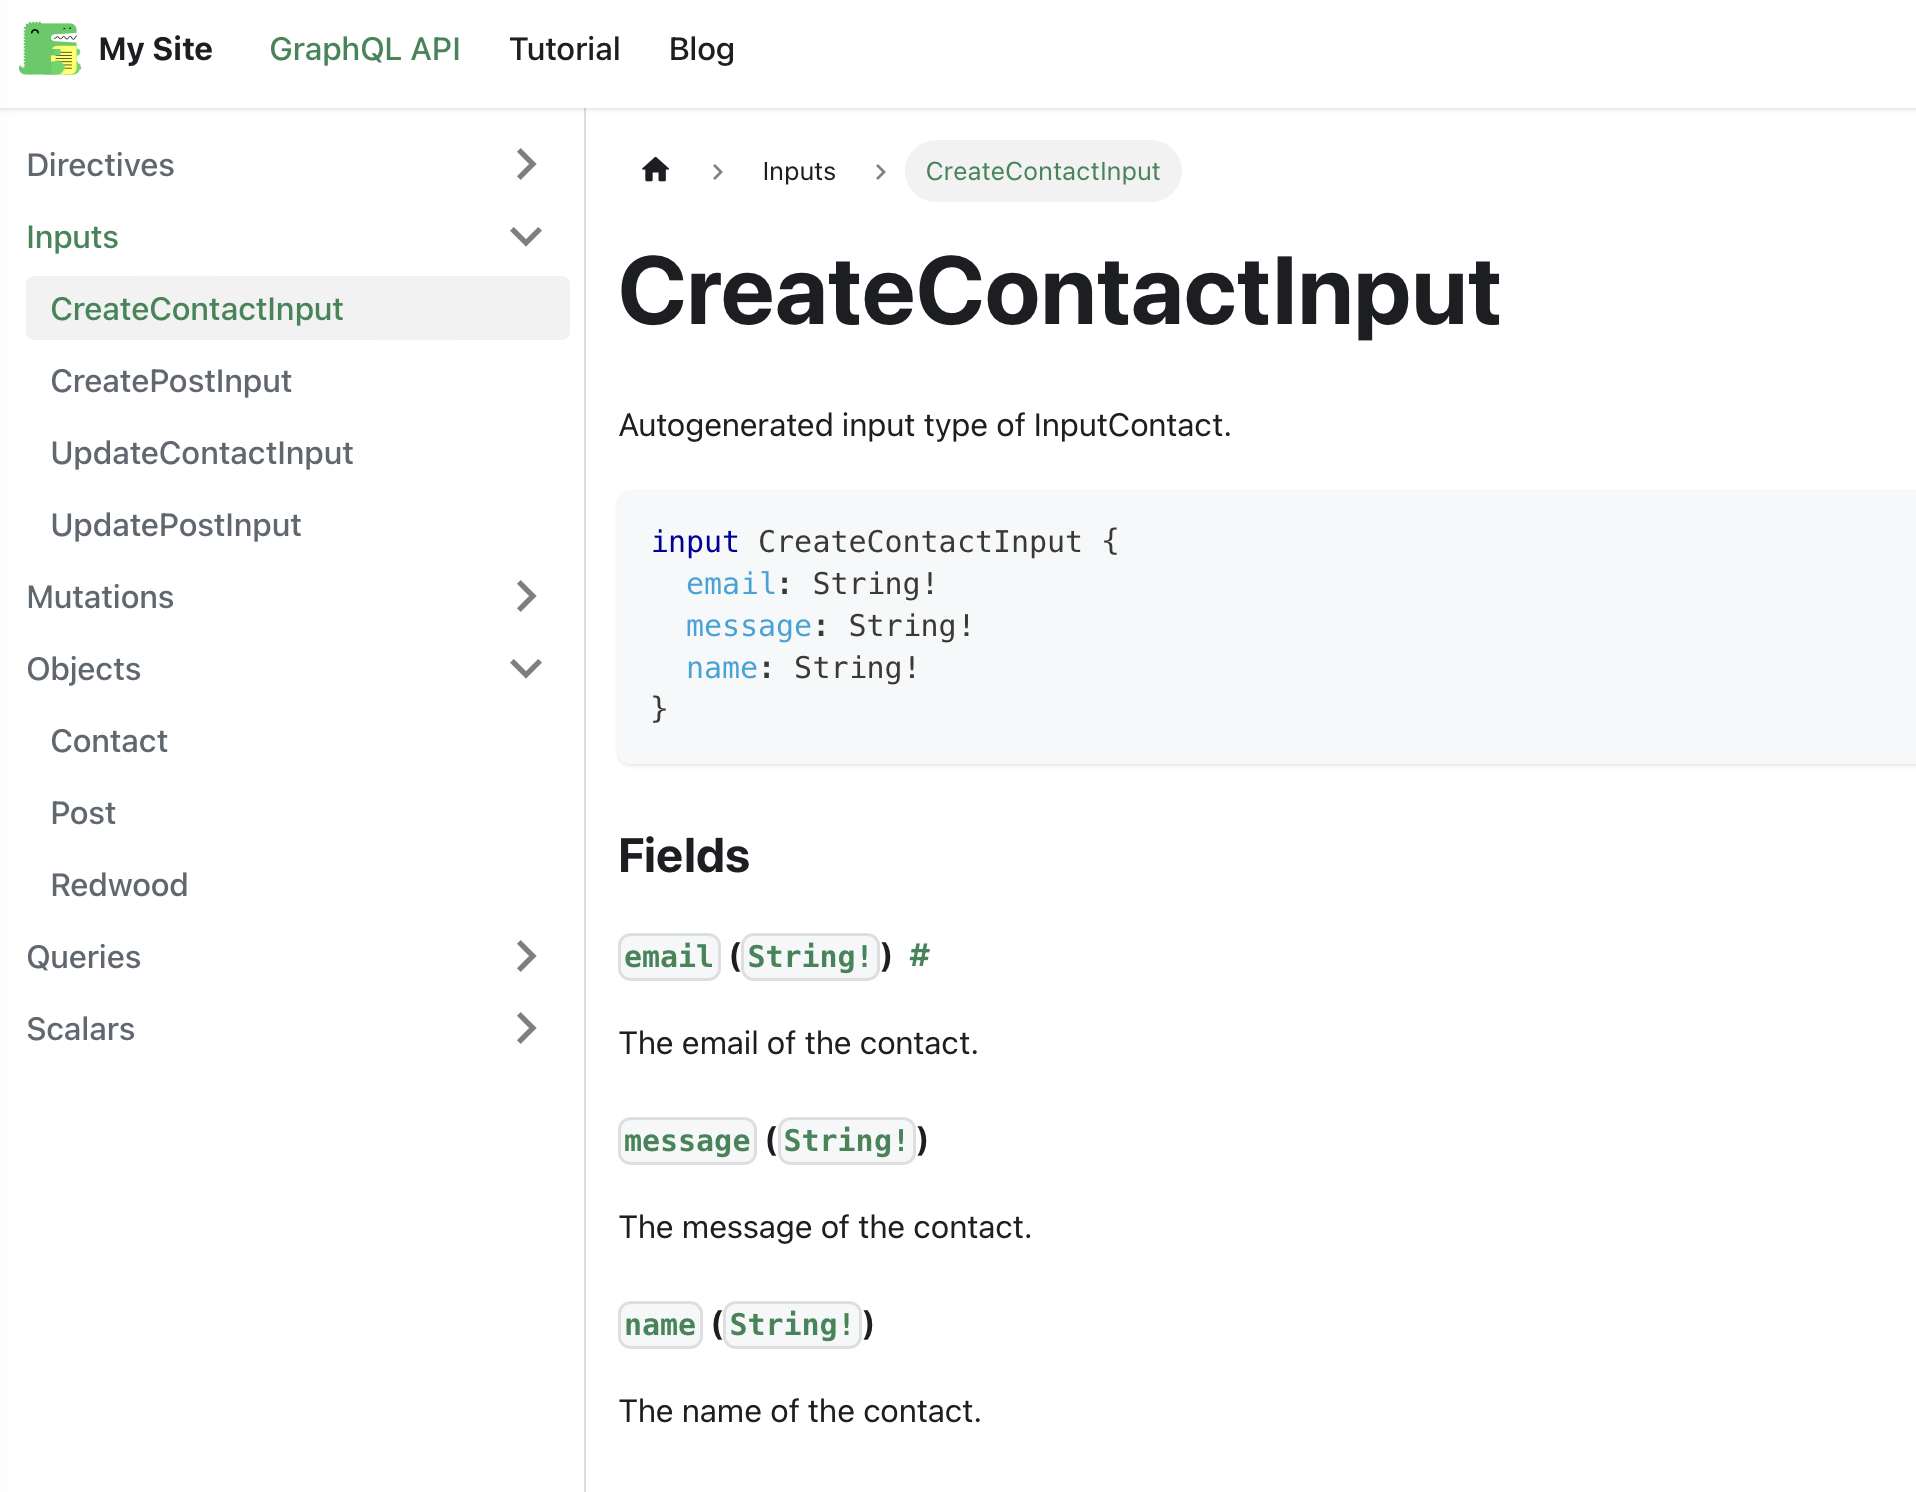 My Site GraphQL API Tutorial Blog
Directives
Inputs
CreateContactInput
CreatePostInput
UpdateContactInput
UpdatePostInput
Mutations
Objects
Contact
Post
Redwood
Queries
Scalars
Inputs CreateContactInput
CreateContactInput
Autogenerated input type of InputContact.
input CreateContactInput {
  email: String!
  message: String!
  name: String!
}
Fields
email (String!) #
The email of the contact.
message (String!)
The message of the contact.
name (String!)
The name of the contact.